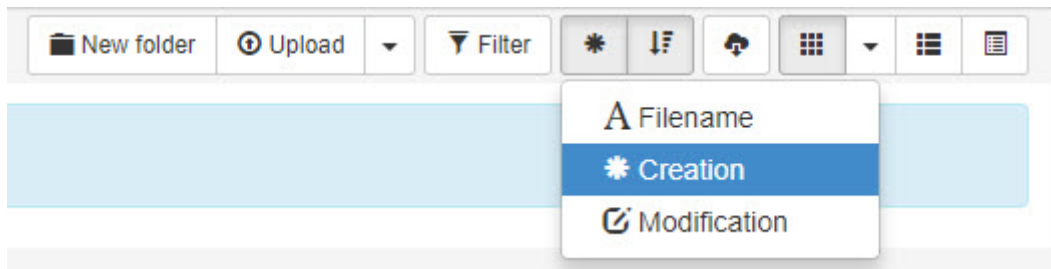 New folder Upload Filter
Filename
Creation
Modification